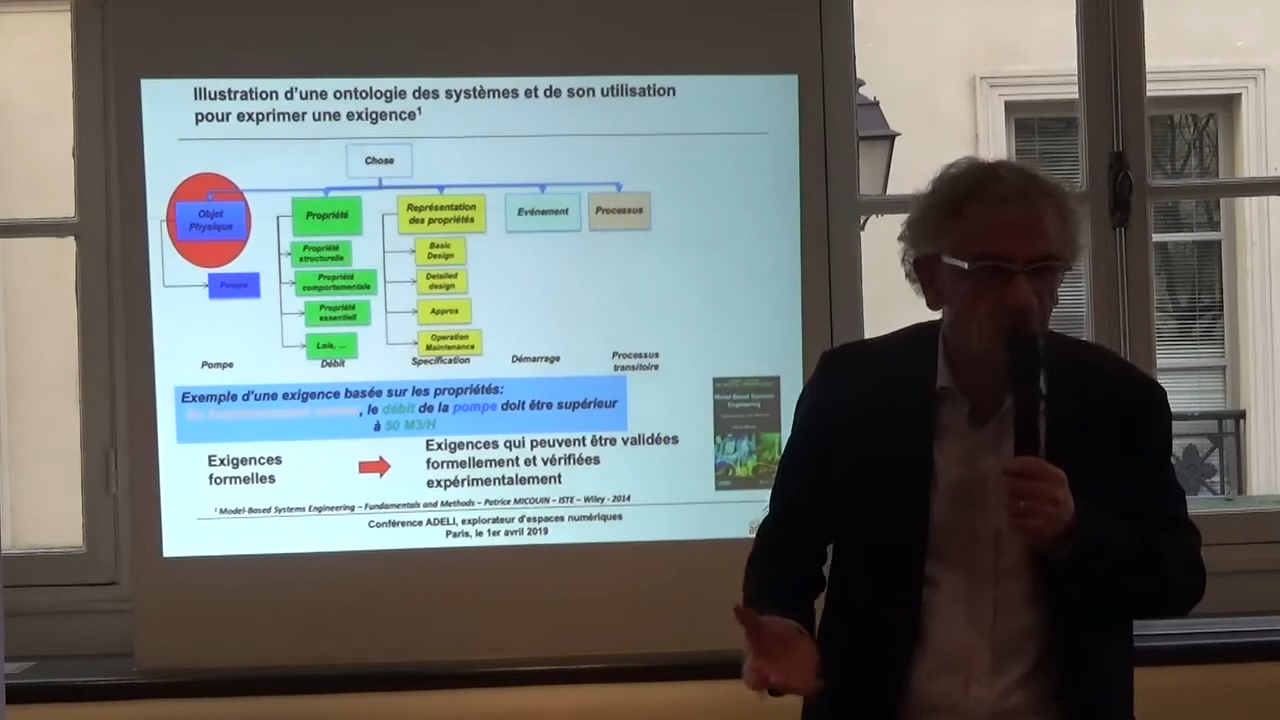 Illustration d'une ontologie des systèmes et de son utilisation
pour exprimer une exigence¹
Chose
Objet
Physique
Propriété
Représentation
des propriétés
Evénement
Processus
Pompe
Propriété
structurelle
Propriété
comportementale
Propriété
essentiell
Lois, ...
Basic
Design
Detailed
design
Appros
Operation
Maintenance
Pompe
Débit
Specification
Démarrage
Processus
transitoire
Exemple d'une exigence basée sur les propriétés:
, le débit de la pompe doit être supérieur
à 50 M3/H
Exigences
formelles
Exigences qui peuvent être validées
formellement et vérifiées
expérimentalement
Model-Based Systems
Engineering
¹ Model-Based Systems Engineering – Fundamentals and Methods – Patrice MICOUIN – ISTE – Wiley - 2014
Conférence ADELI, explorateur d'espaces numériques
Paris, le 1er avril 2019